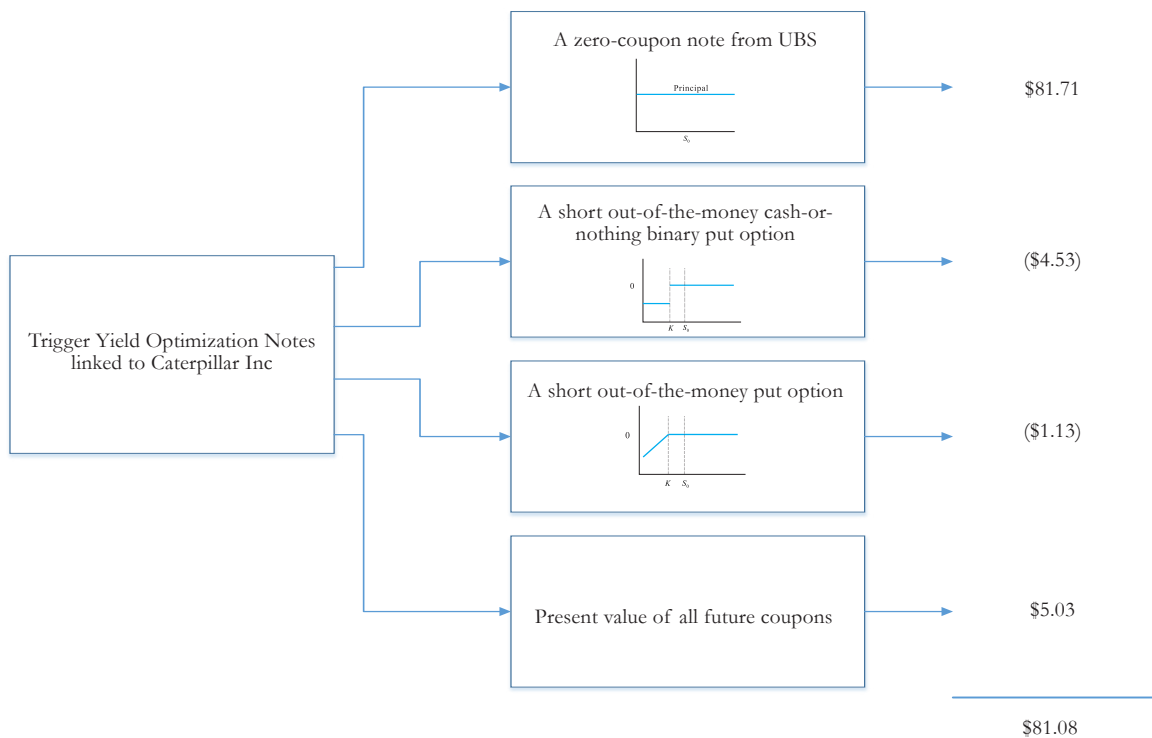 A zero-coupon note from UBS
Principal
S₀
$81.71
A short out-of-the-money cash-or-
nothing binary put option
0
K
S₀
($4.53)
Trigger Yield Optimization Notes
linked to Caterpillar Inc
A short out-of-the-money put option
0
K
S₀
($1.13)
Present value of all future coupons
$5.03
$81.08